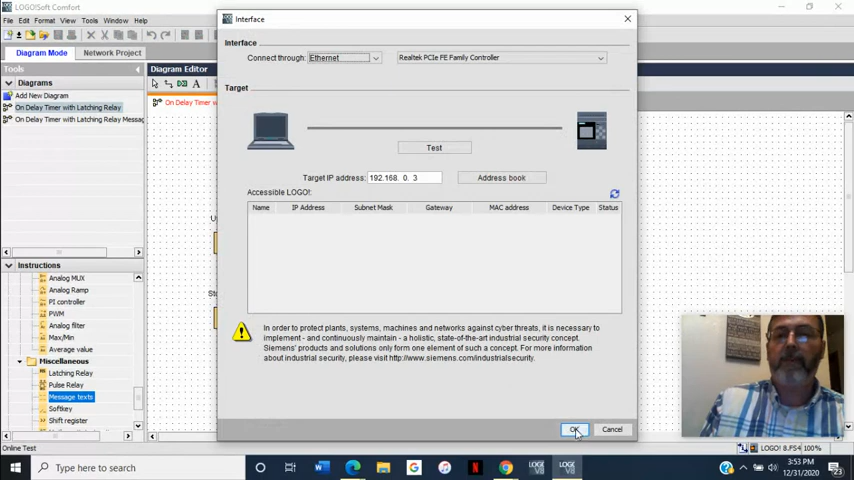 LOGO!Soft Comfort
File Edit Format View Tools Window Help
Diagram Mode Network Project
Tools
Diagrams
Add New Diagram
On Delay Timer with Latching Relay
On Delay Timer with Latching Relay Messag
Instructions
Analog MUX
Analog Ramp
PI controller
PWM
Analog filter
Max/Min
Average value
Miscellaneous
Latching Relay
Pulse Relay
Message texts
Softkey
Shift register
Online Test
Diagram Editor
On Delay Timer w
Interface
Interface
Connect through: Ethernet Realtek PCIe FE Family Controller
Target
Test
Target IP address: 192.168. 0. 3 Address book
Accessible LOGO!:
Name IP Address Subnet Mask Gateway MAC address Device Type Status
In order to protect plants, systems, machines and networks against cyber threats, it is necessary to
implement - and continuously maintain - a holistic, state-of-the-art industrial security concept.
Siemens' products and solutions only form one element of such a concept. For more information
about industrial security, please visit http://www.siemens.com/industrialsecurity.
OK Cancel
LOGO! 8.FS4 100%
Type here to search
3:53 PM
12/31/2020
23